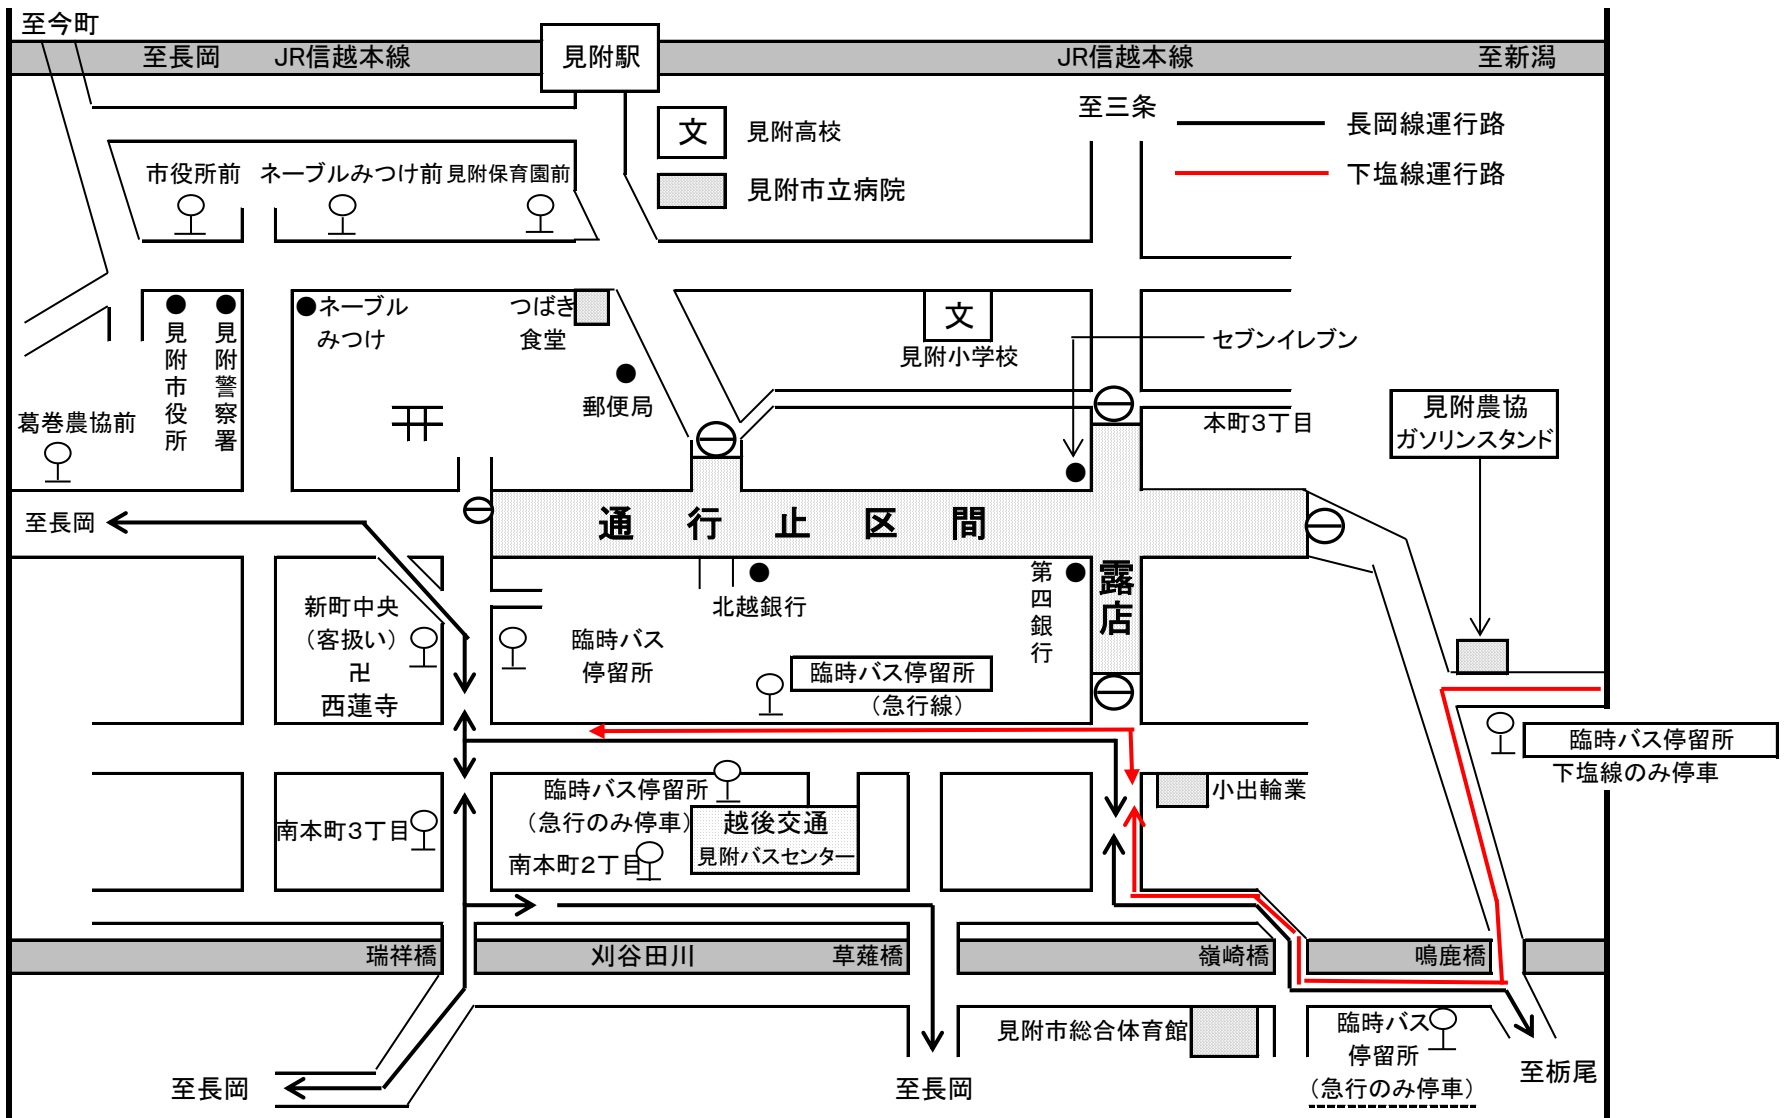 至今町
至長岡
JR信越本線
見附駅
JR信越本線
至新潟
至三条
長岡線運行路
下塩線運行路
文
見附高校
見附市立病院
市役所前
ネーブルみつけ前
見附保育園前
見附市役所
見附警察署
ネーブル
みつけ
つばき
食堂
郵便局
文
見附小学校
セブンイレブン
本町3丁目
見附農協
ガソリンスタンド
葛巻農協前
至長岡
通行止区間
露店
第四銀行
北越銀行
新町中央
（客扱い）
卍
西蓮寺
臨時バス
停留所
臨時バス停留所
（急行線）
臨時バス停留所
下塩線のみ停車
臨時バス停留所
（急行のみ停車）
小出輪業
南本町3丁目
南本町2丁目
越後交通
見附バスセンター
瑞祥橋
刈谷田川
草薙橋
嶺崎橋
鳴鹿橋
見附市総合体育館
臨時バス
停留所
（急行のみ停車）
至長岡
至長岡
至栃尾